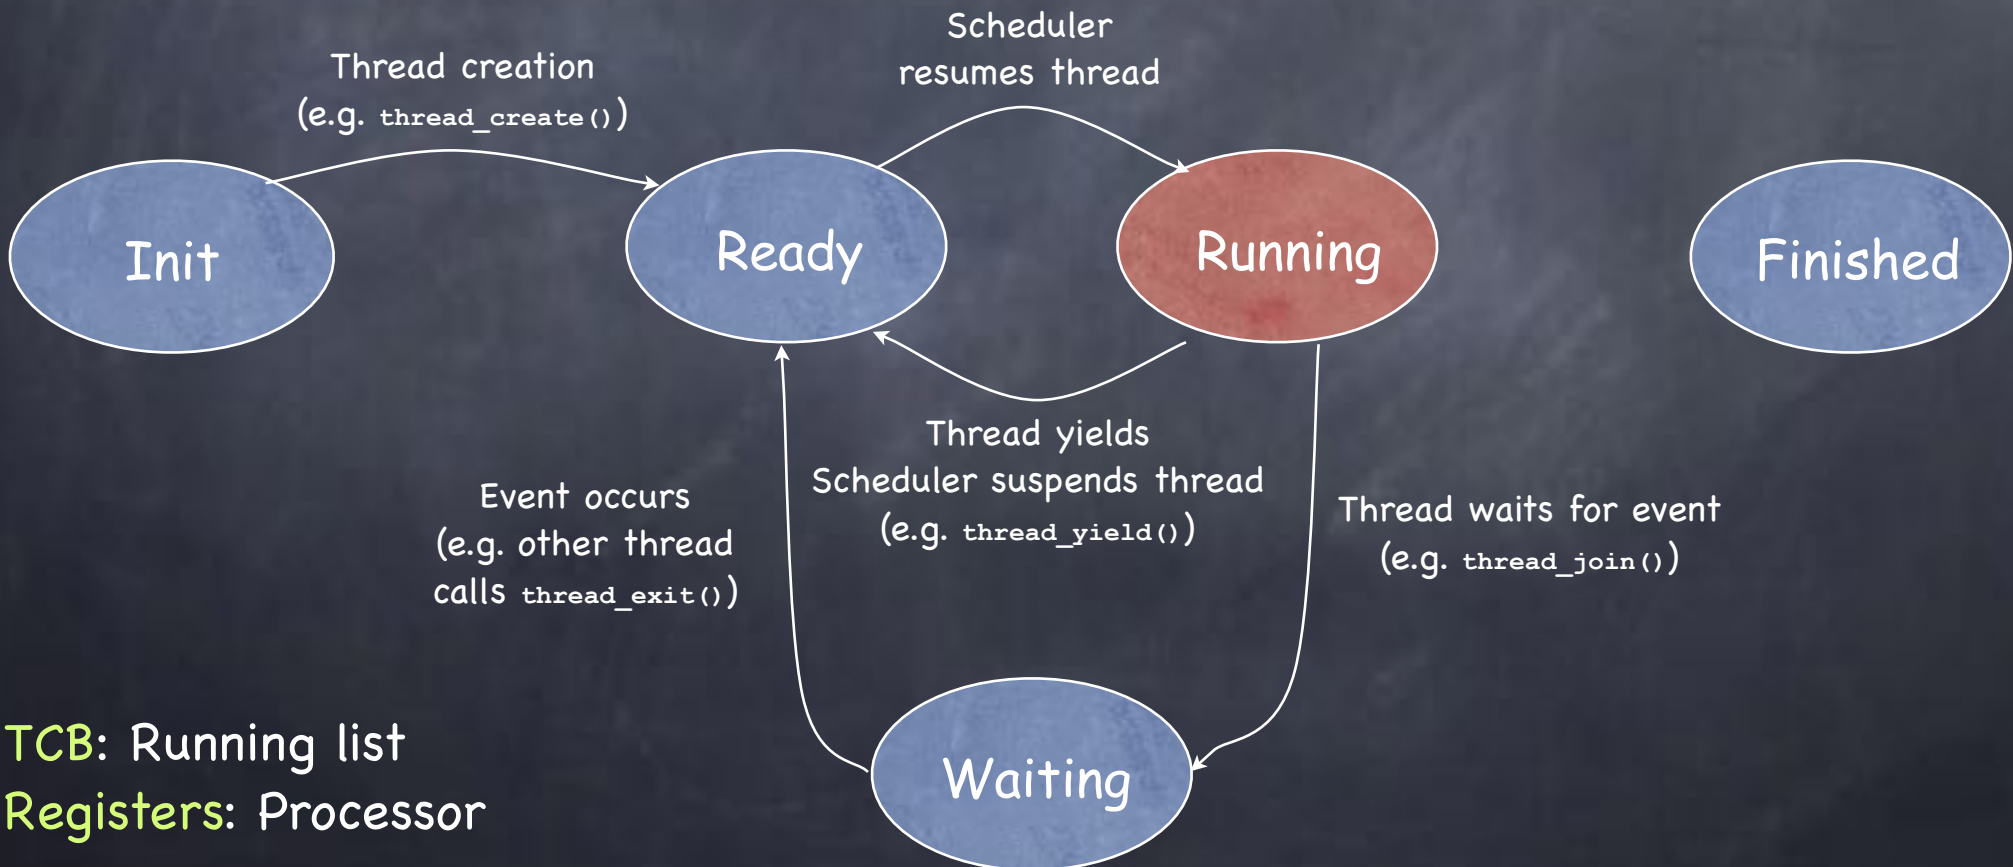 Scheduler
resumes thread
Thread creation
(e.g. thread_create())
Init
Ready
Running
Finished
Thread yields
Scheduler suspends thread
(e.g. thread_yield())
Event occurs
(e.g. other thread
calls thread_exit())
Thread waits for event
(e.g. thread_join())
Waiting
TCB: Running list
Registers: Processor